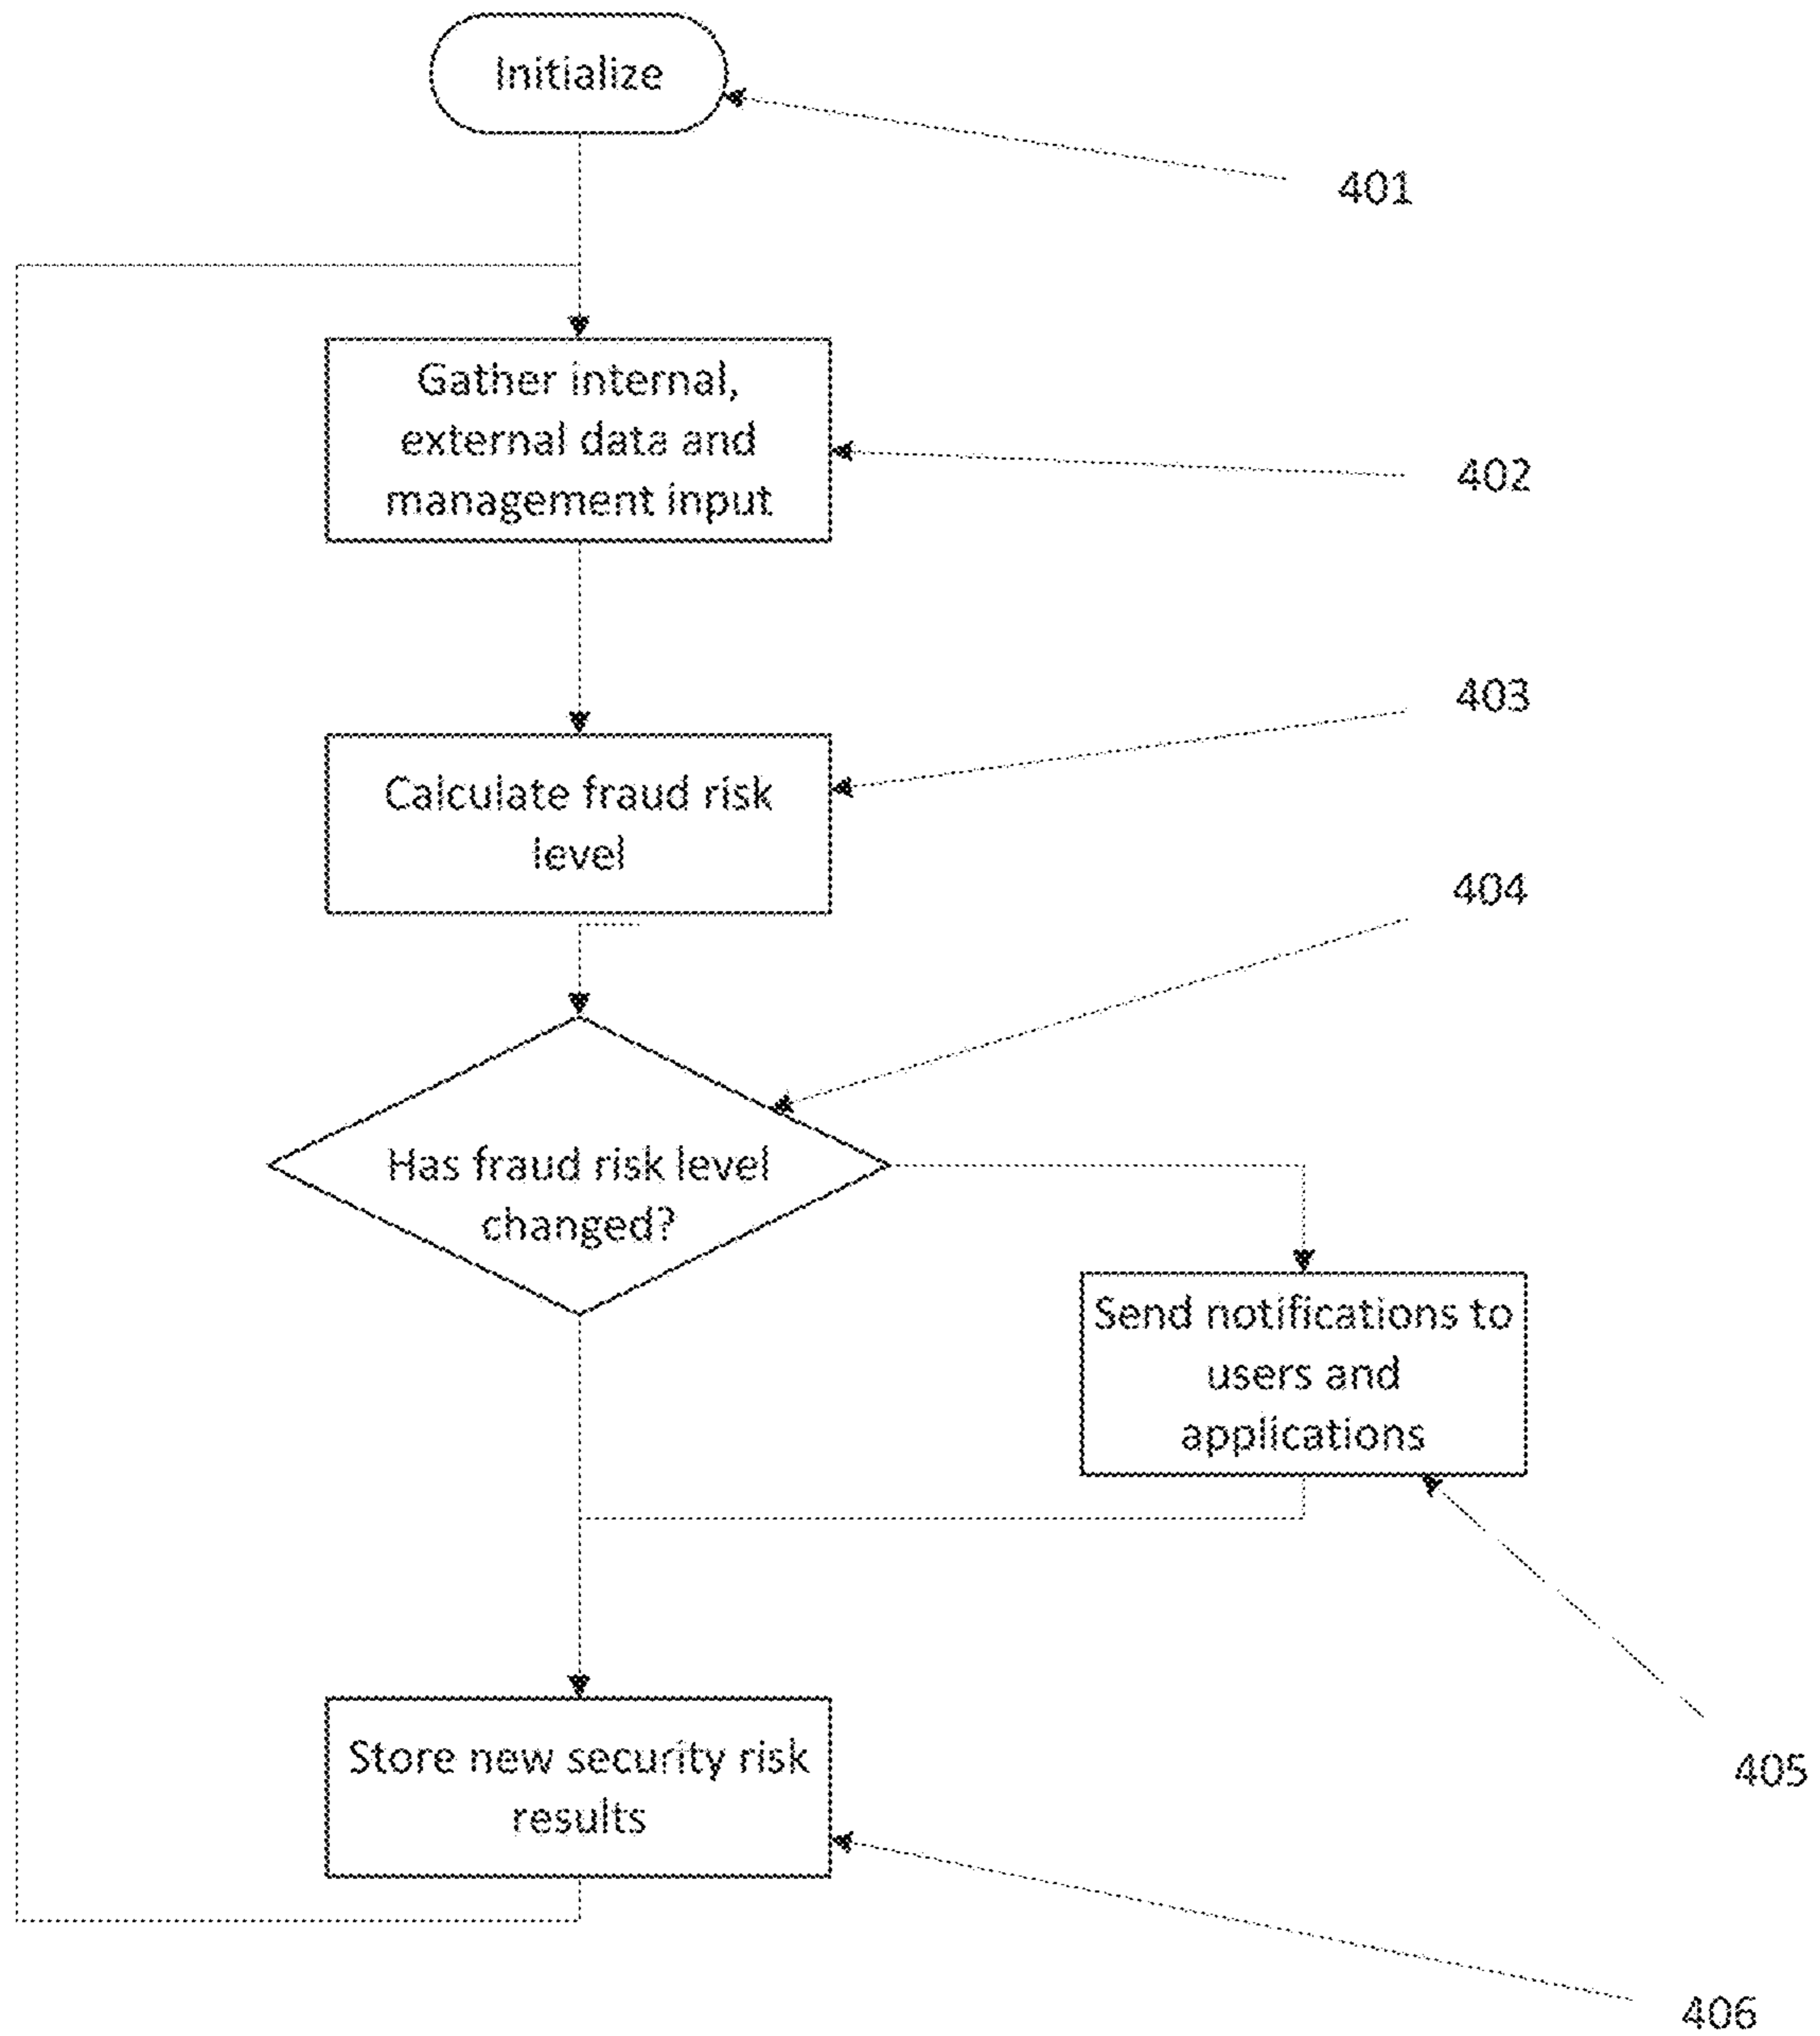 Initialize
401
Gather internal,
external data and
management input
402
403
Calculate fraud risk
level
404
Has fraud risk level
changed?
Send notifications to
users and
applications
405
Store new security risk
results
406